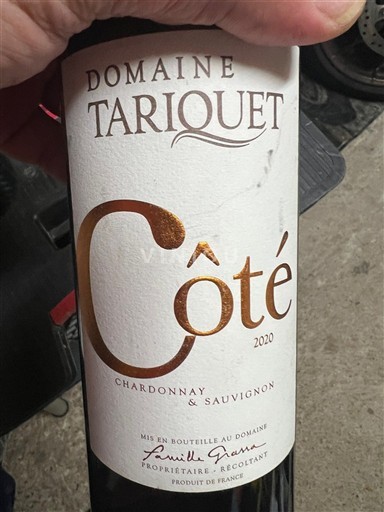 DOMAINE
TARIQUET
Côté
2020
CHARDONNAY
& SAUVIGNON
MIS EN BOUTEILLE AU DOMAINE
Famille Grassa
PROPRIÉTAIRE - RÉCOLTANT
PRODUIT DE FRANCE